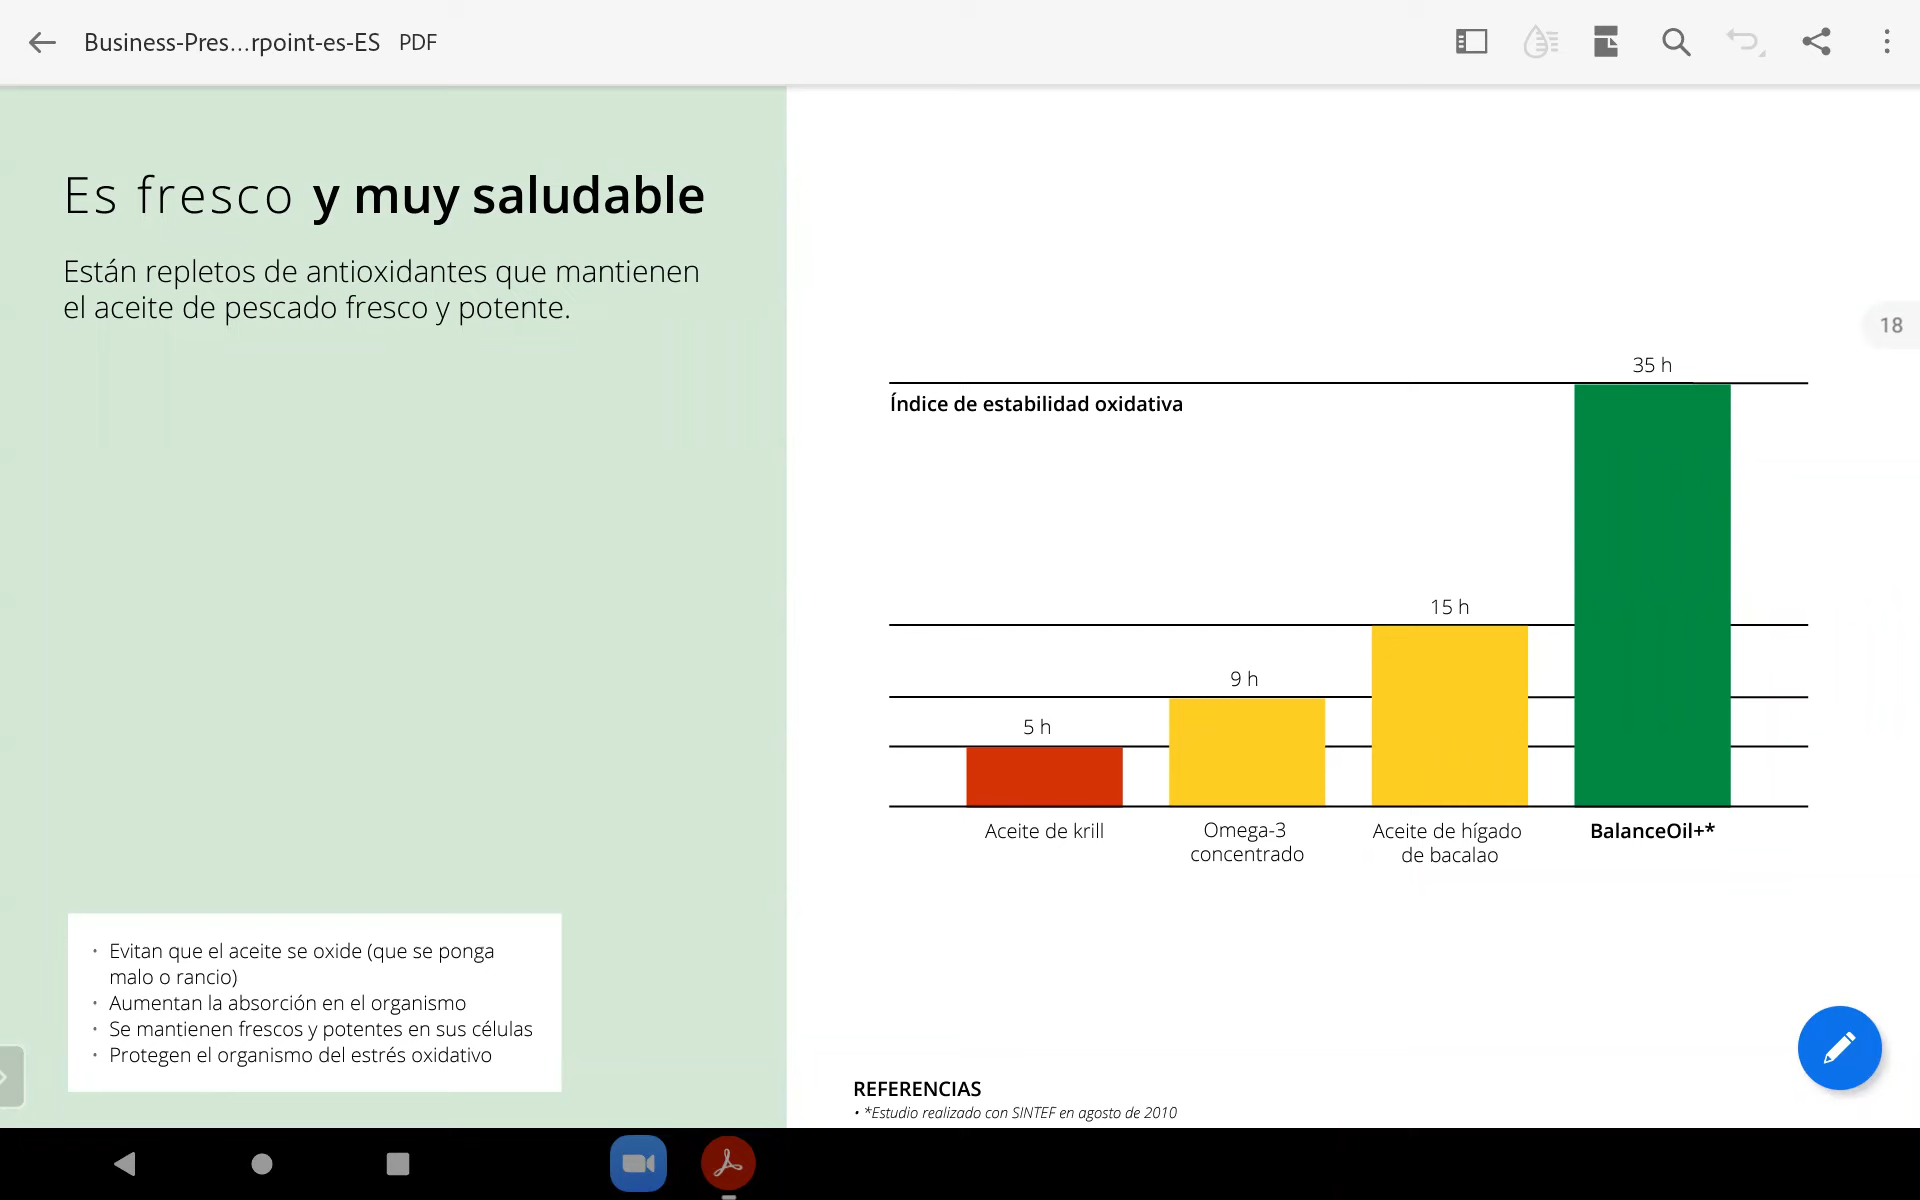 Business-Pres...rpoint-es-ES PDF
Es fresco y muy saludable
Están repletos de antioxidantes que mantienen
el aceite de pescado fresco y potente.
18
35 h
Índice de estabilidad oxidativa
15 h
9 h
5 h
Aceite de krill
Omega-3
concentrado
Aceite de hígado
de bacalao
BalanceOil+*
• Evitan que el aceite se oxide (que se ponga
malo o rancio)
• Aumentan la absorción en el organismo
• Se mantienen frescos y potentes en sus células
• Protegen el organismo del estrés oxidativo
REFERENCIAS
• *Estudio realizado con SINTEF en agosto de 2010